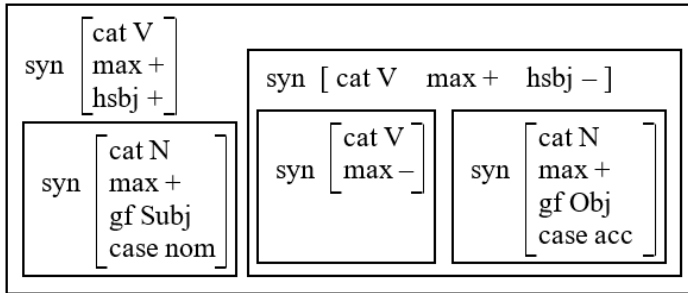 syn [ cat V
max +
hsbj + ]
syn [ cat V max + hsbj – ]
syn [ cat N
max +
gf Subj
case nom ]
syn [ cat V
max – ]
syn [ cat N
max +
gf Obj
case acc ]